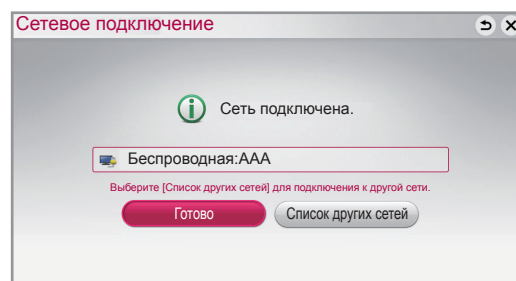 Сетевое подключение
Сеть подключена.
Беспроводная:AAA
Выберите [Список других сетей] для подключения к другой сети.
Готово
Список других сетей